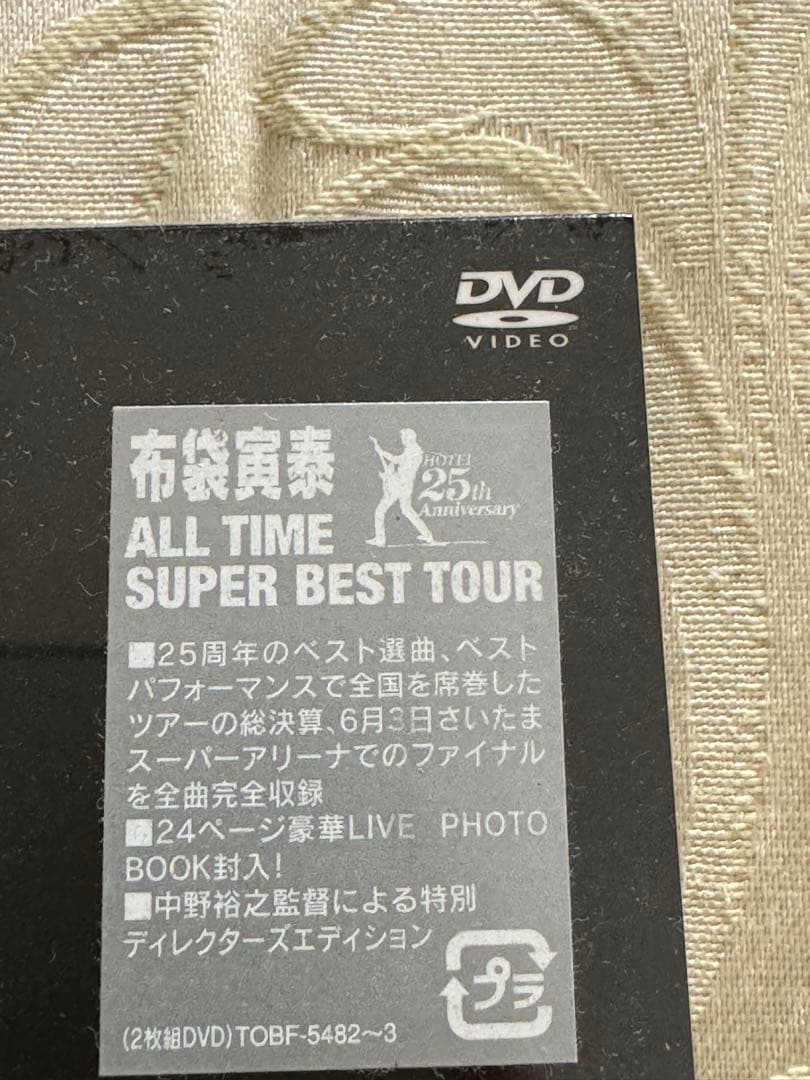 DVD
VIDEO
布袋寅泰
HOTEI
25th
Anniversary
ALL TIME
SUPER BEST TOUR
■25周年のベスト選曲、ベスト
パフォーマンスで全国を席巻した
ツアーの総決算、6月3日さいたま
スーパーアリーナでのファイナル
を全曲完全収録
■24ページ豪華LIVE PHOTO
BOOK封入!
■中野裕之監督による特別
ディレクターズエディション
プラ
(2枚組DVD)TOBF-5482~3